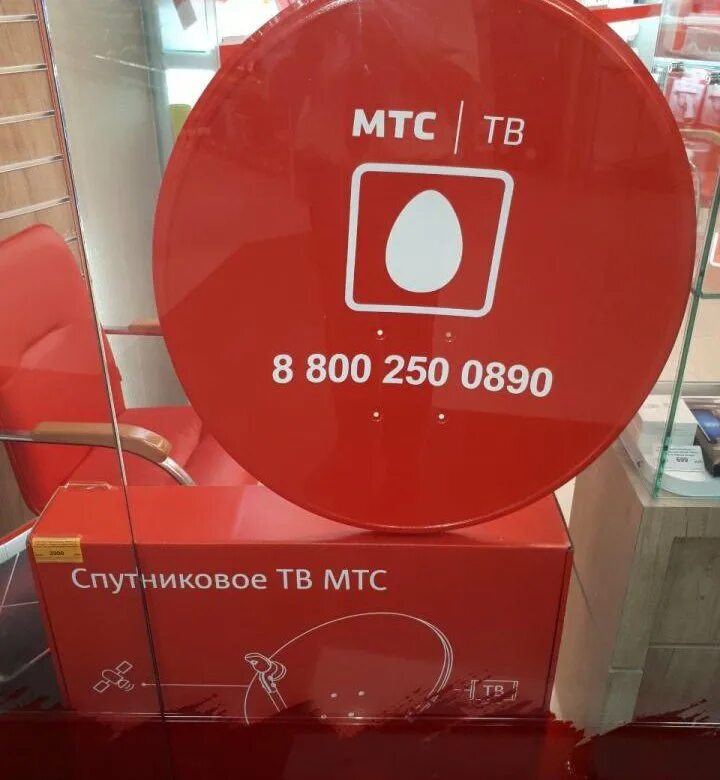 МТС | ТВ
8 800 250 0890
Спутниковое ТВ МТС
ТВ